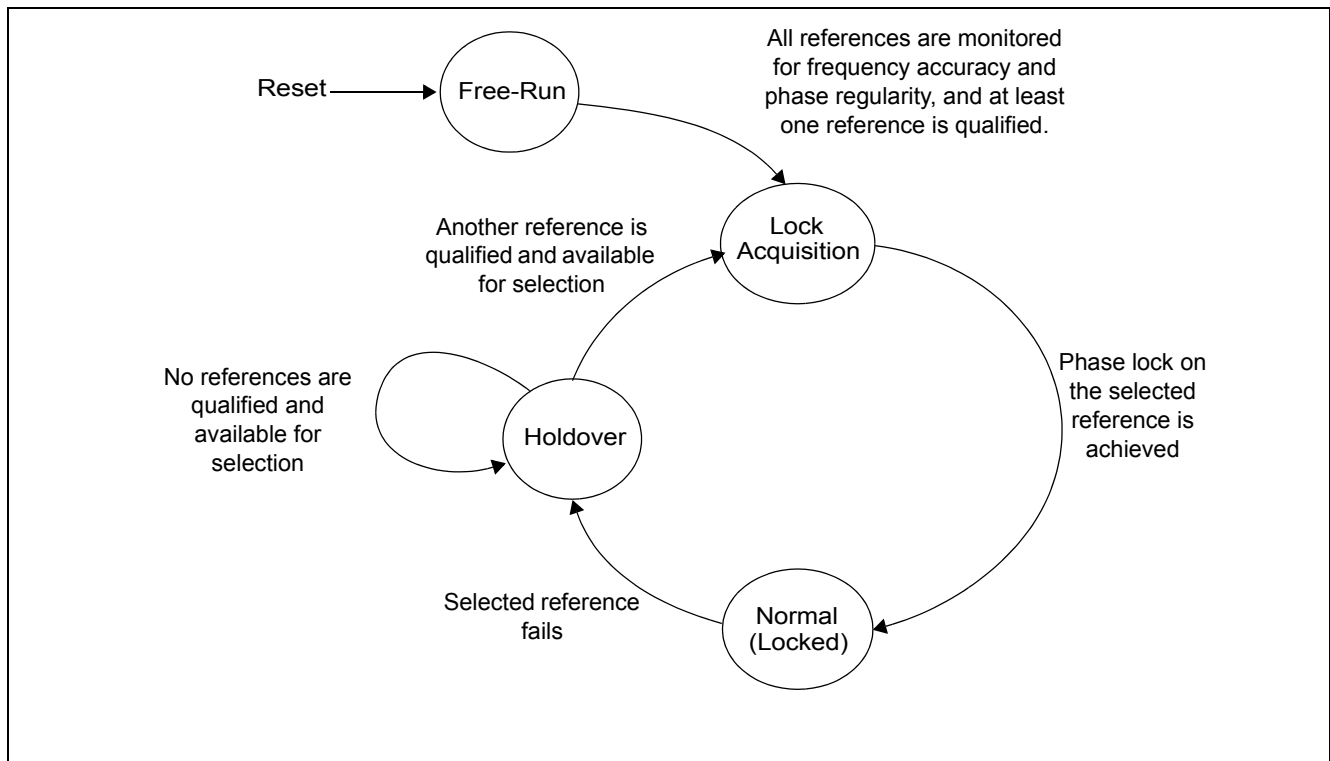 All references are monitored
for frequency accuracy and
phase regularity, and at least
one reference is qualified.
Reset
Free-Run
Another reference is
qualified and available
for selection
Lock
Acquisition
No references are
qualified and
available for
selection
Holdover
Phase lock on
the selected
reference is
achieved
Selected reference
fails
Normal
(Locked)